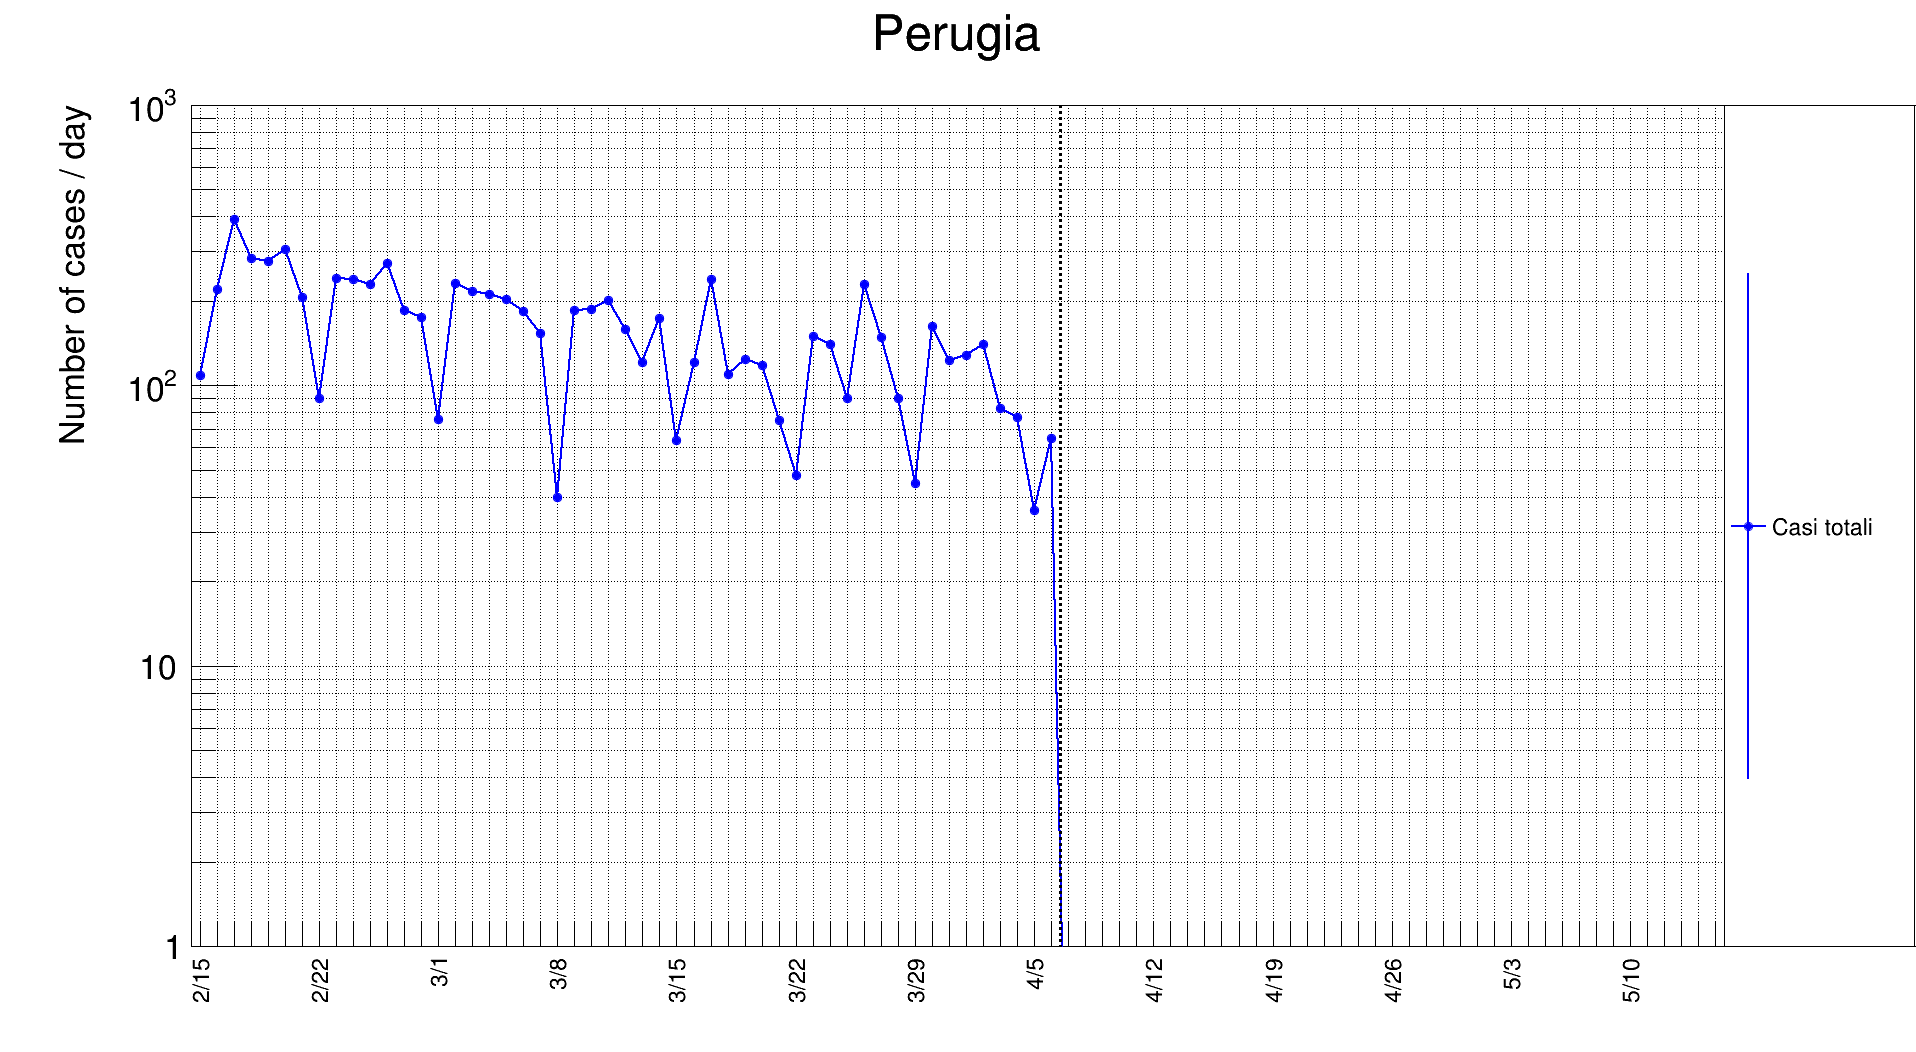 Perugia
Number of cases / day
10³
10²
10
1
2/15 2/22 3/1 3/8 3/15 3/22 3/29 4/5 4/12 4/19 4/26 5/3 5/10
Casi totali